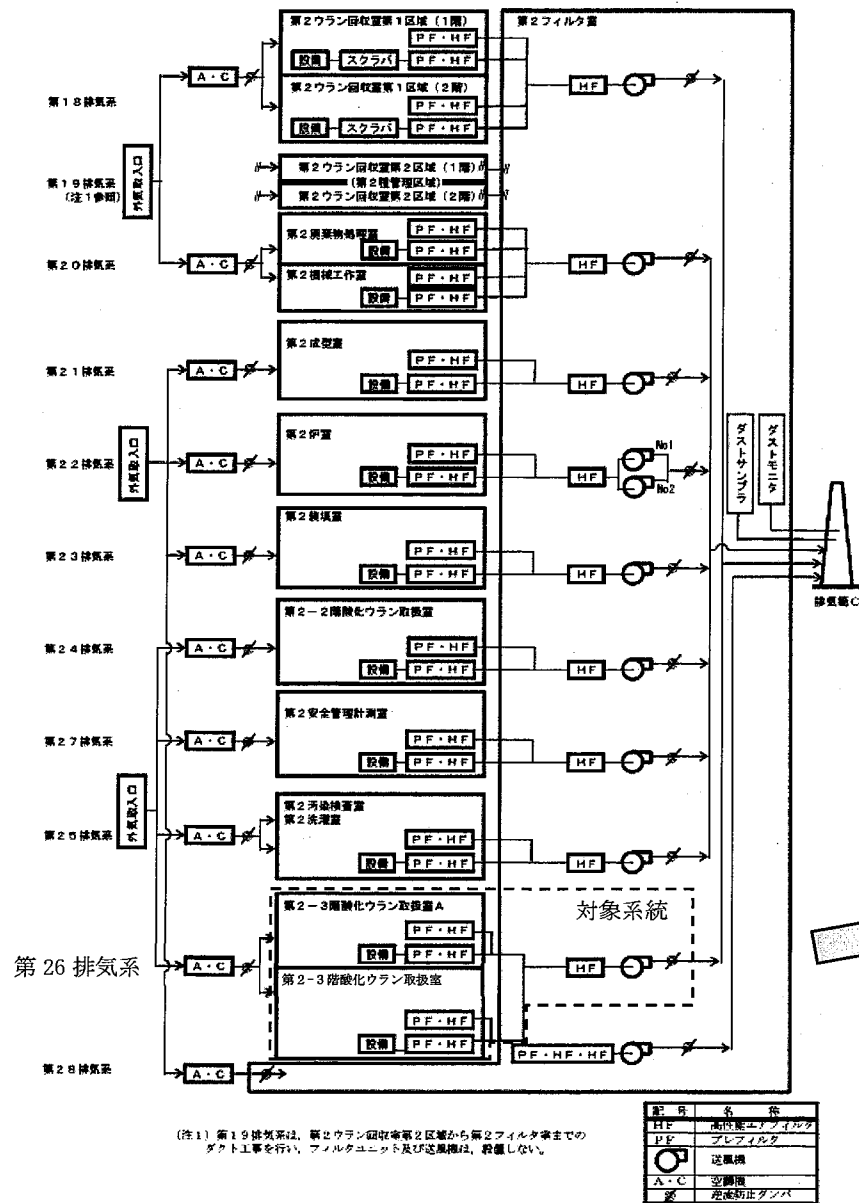 第2ウラン回収室第1区域(1階)
PF・HF
設備 スクラバ PF・HF
第2ウラン回収室第1区域(2階)
PF・HF
設備 スクラバ PF・HF
第2フィルタ室
第18排気系
A・C
HF
外気取入口
第19排気系
(注1参照)
第2ウラン回収室第2区域(1階)
(第2種管理区域)
第2ウラン回収室第2区域(2階)
第20排気系
A・C
第2廃棄物処理室
PF・HF
設備 PF・HF
第2機械工作室
PF・HF
設備 PF・HF
HF
第21排気系
A・C
第2成型室
PF・HF
設備 PF・HF
HF
外気取入口
第22排気系
A・C
第2炉室
PF・HF
設備 PF・HF
HF
No1
No2
ダストサンプラ
ダストモニタ
排気筒C
第23排気系
A・C
第2装填室
PF・HF
設備 PF・HF
HF
第24排気系
A・C
第2-2階酸化ウラン取扱室
PF・HF
設備 PF・HF
HF
第27排気系
A・C
第2安全管理計測室
PF・HF
設備 PF・HF
HF
外気取入口
第25排気系
A・C
第2汚染検査室
第2洗濯室
PF・HF
設備 PF・HF
HF
対象系統
第26排気系
A・C
第2-3階酸化ウラン取扱室A
PF・HF
設備 PF・HF
HF
第2-3階酸化ウラン取扱室
PF・HF
設備 PF・HF
PF・HF・HF
第28排気系
A・C
(注1)第19排気系は、第2ウラン回収室第2区域から第2フィルタ室までの
ダクト工事を行い、フィルタユニット及び送風機は、設置しない。
記号 名称
HF 高性能エアフィルタ
PF プレフィルタ
送風機
A・C 空調機
逆流防止ダンパ